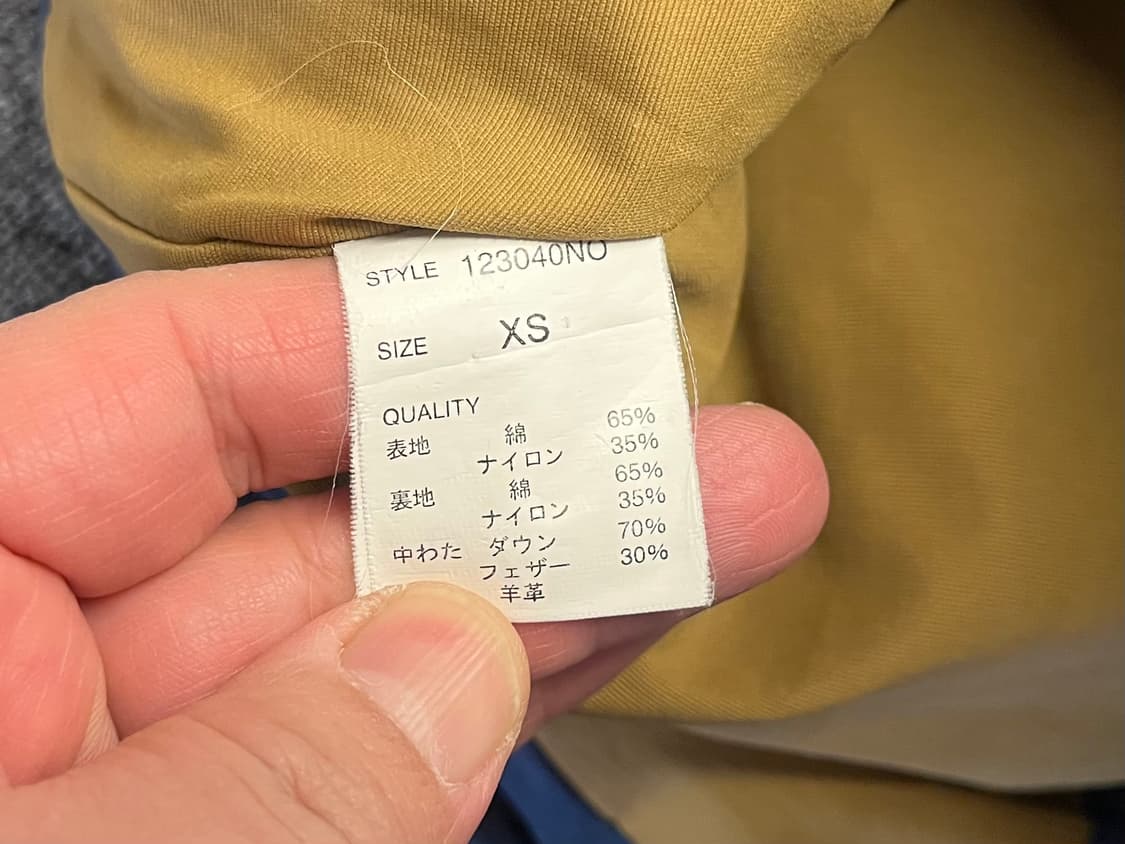 STYLE 123040NO
SIZE XS
QUALITY
表地 綿 65%
ナイロン 35%
裏地 綿 65%
ナイロン 35%
中わた ダウン 70%
フェザー 30%
羊革